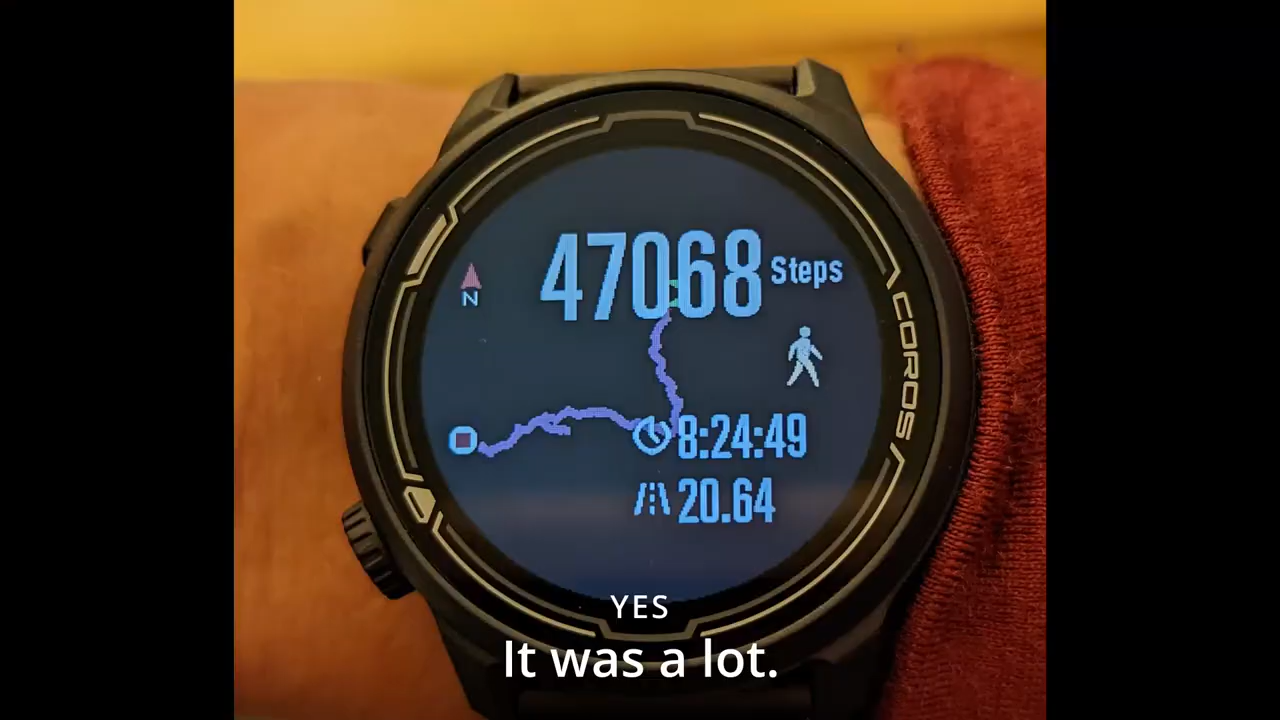 47068 Steps
N
8:24:49
20.64
COROS
YES
It was a lot.